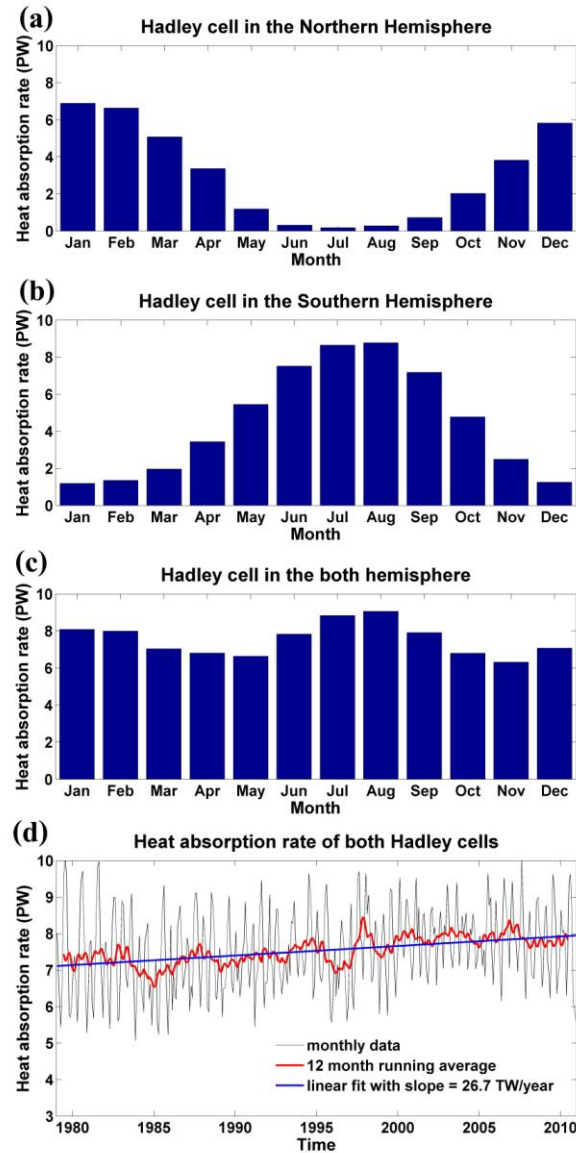 (a)
Hadley cell in the Northern Hemisphere
Heat absorption rate (PW)
10
8
6
4
2
0
Jan Feb Mar Apr May Jun Jul Aug Sep Oct Nov Dec
Month
(b)
Hadley cell in the Southern Hemisphere
Heat absorption rate (PW)
10
8
6
4
2
0
Jan Feb Mar Apr May Jun Jul Aug Sep Oct Nov Dec
Month
(c)
Hadley cell in the both hemisphere
Heat absorption rate (PW)
10
8
6
4
2
0
Jan Feb Mar Apr May Jun Jul Aug Sep Oct Nov Dec
Month
(d)
Heat absorption rate of both Hadley cells
Heat absorption rate (PW)
10
9
8
7
6
5
4
3
monthly data
12 month running average
linear fit with slope = 26.7 TW/year
1980 1985 1990 1995 2000 2005 2010
Time